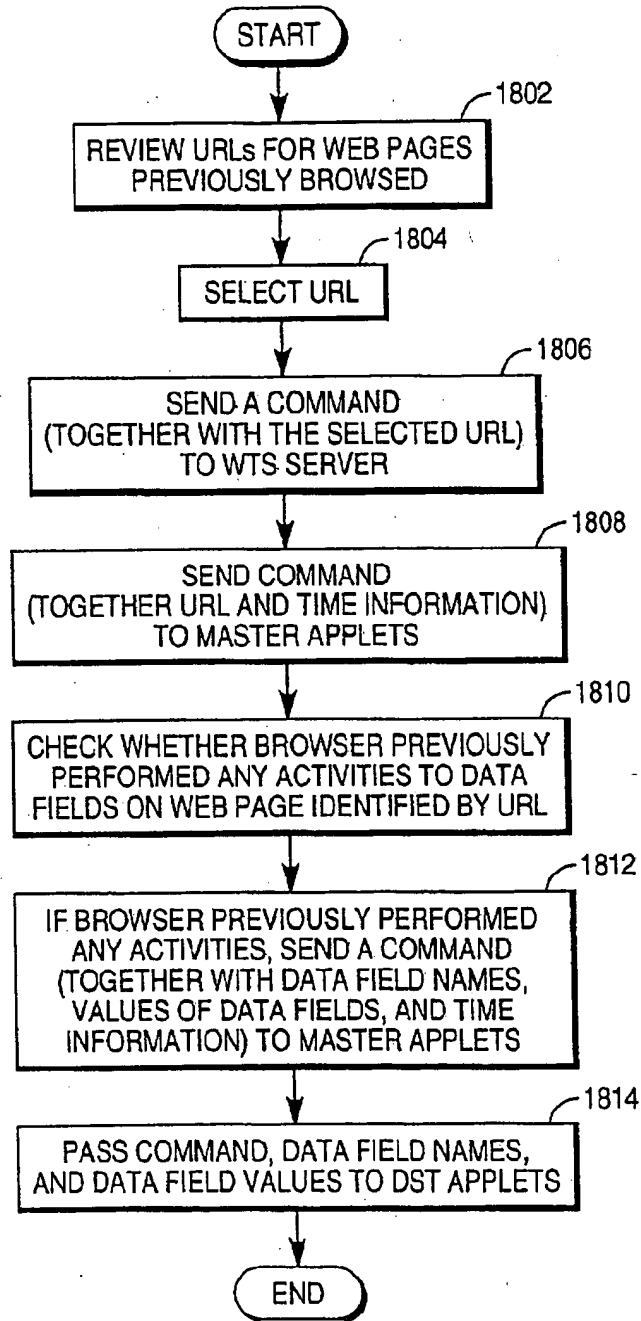 START
1802
REVIEW URLs FOR WEB PAGES
PREVIOUSLY BROWSED
1804
SELECT URL
1806
SEND A COMMAND
(TOGETHER WITH THE SELECTED URL)
TO WTS SERVER
1808
SEND COMMAND
(TOGETHER URL AND TIME INFORMATION)
TO MASTER APPLETS
1810
CHECK WHETHER BROWSER PREVIOUSLY
PERFORMED ANY ACTIVITIES TO DATA
FIELDS ON WEB PAGE IDENTIFIED BY URL
1812
IF BROWSER PREVIOUSLY PERFORMED
ANY ACTIVITIES, SEND A COMMAND
(TOGETHER WITH DATA FIELD NAMES,
VALUES OF DATA FIELDS, AND TIME
INFORMATION) TO MASTER APPLETS
1814
PASS COMMAND, DATA FIELD NAMES,
AND DATA FIELD VALUES TO DST APPLETS
END